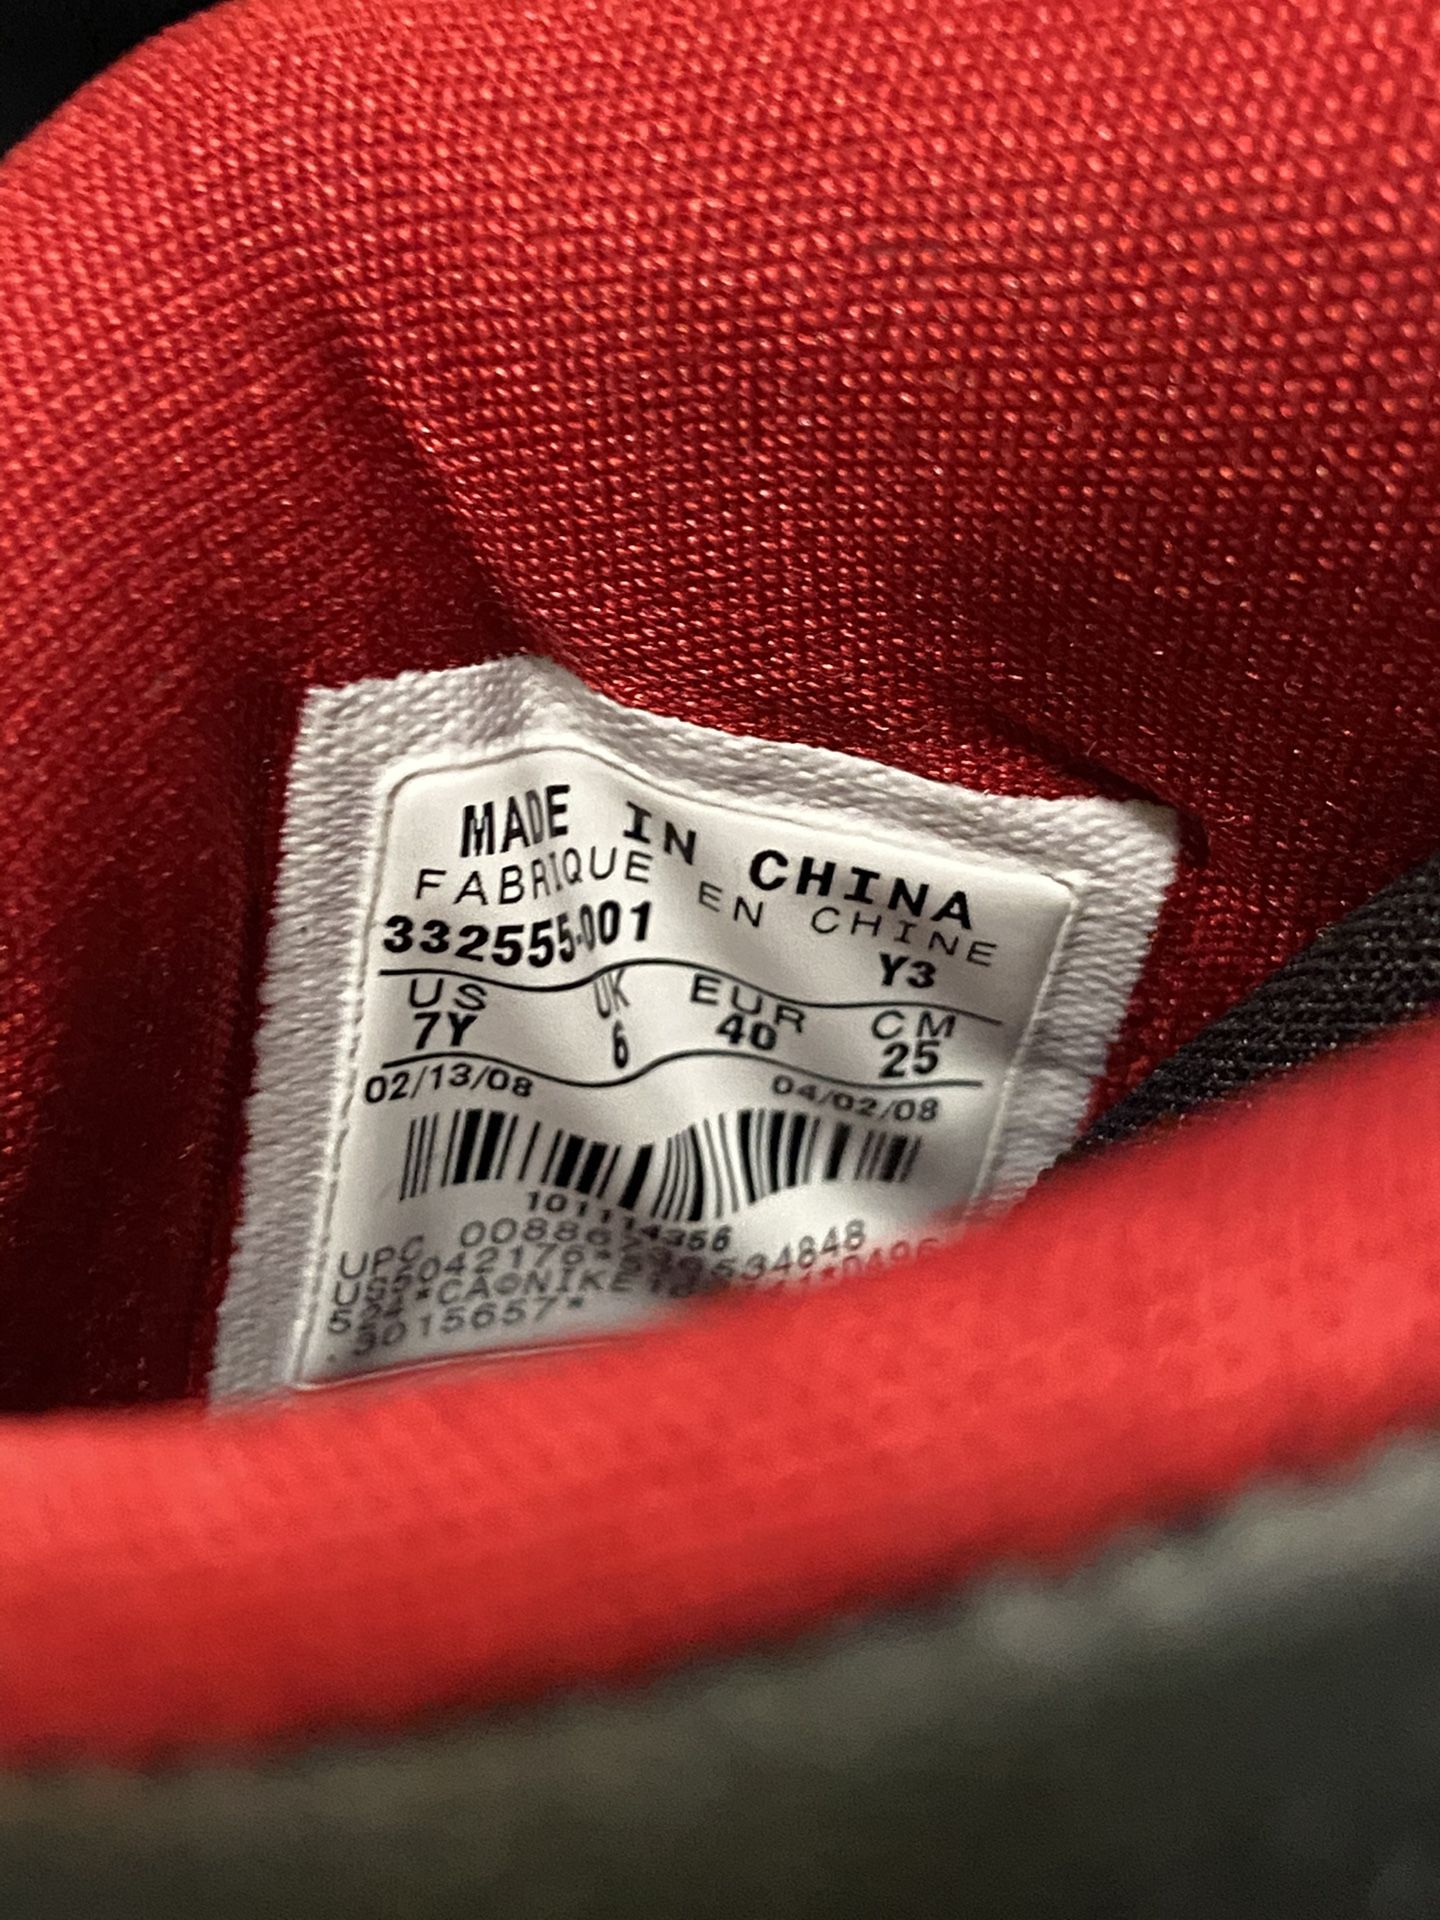 MADE IN CHINA
FABRIQUE EN CHINE
332555-001 Y3
US UK EUR CM
7Y 6 40 25
02/13/08 04/02/08
101114356
UPC